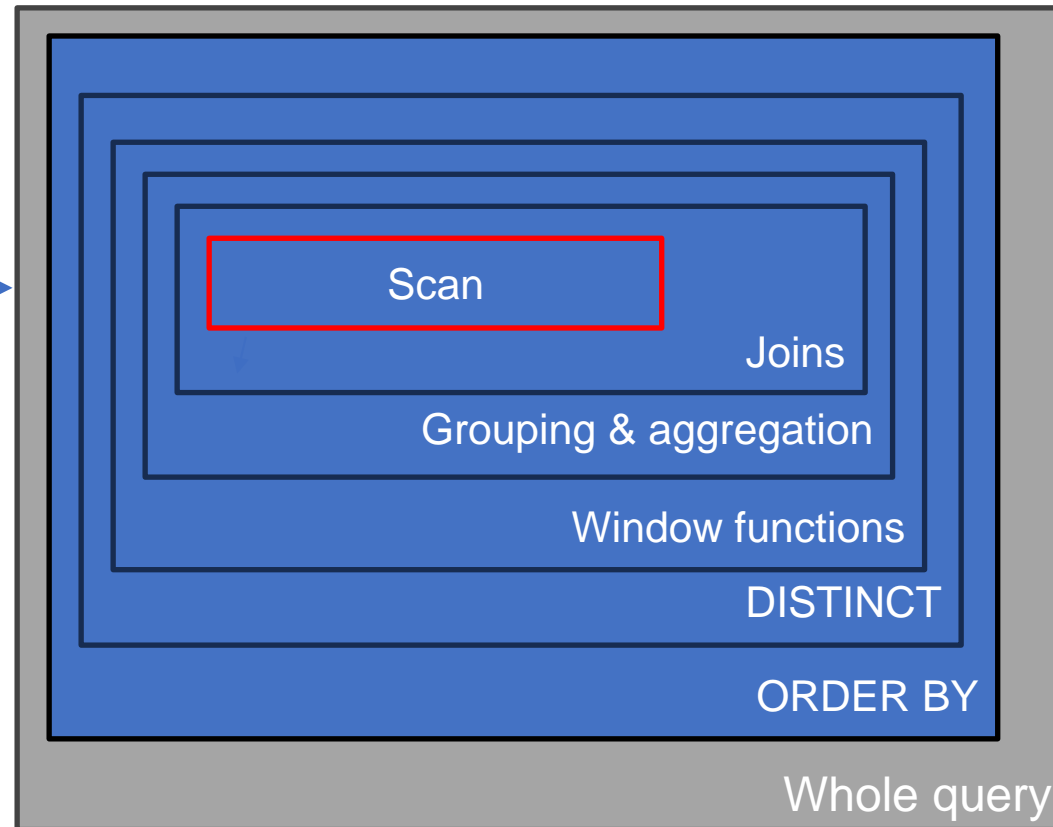 Scan
Joins
Grouping & aggregation
Window functions
DISTINCT
ORDER BY
Whole query